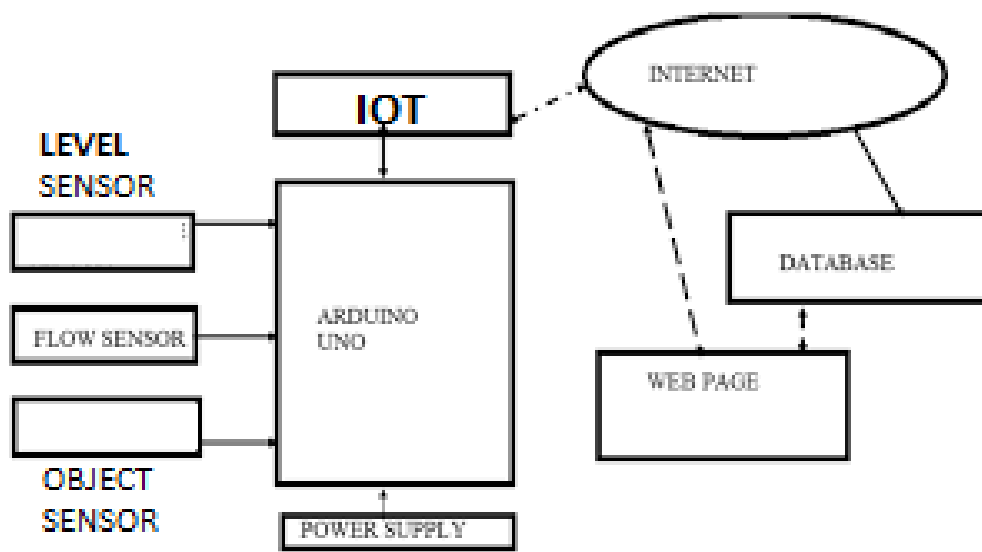 INTERNET
IOT
LEVEL
SENSOR
DATABASE
ARDUINO
UNO
FLOW SENSOR
WEB PAGE
OBJECT
SENSOR
POWER SUPPLY